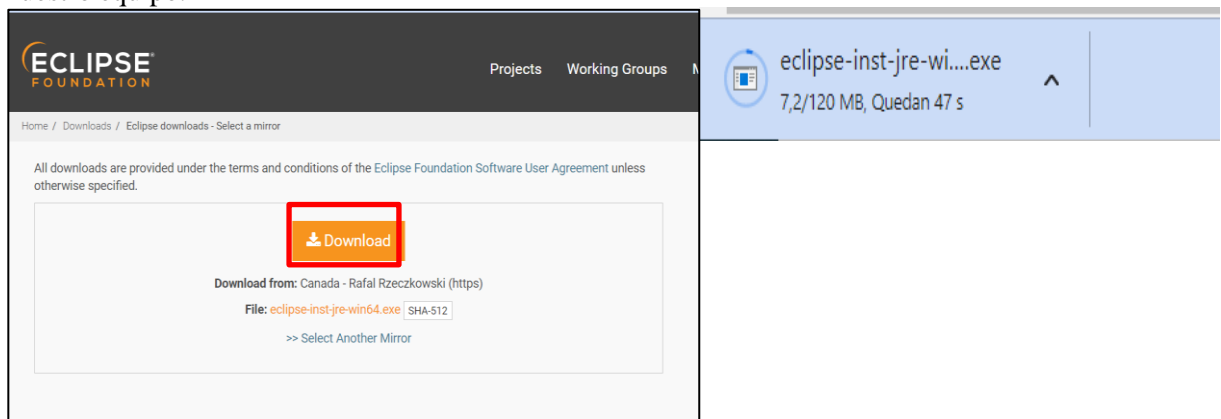 ECLIPSE
FOUNDATION
Projects Working Groups
Home / Downloads / Eclipse downloads - Select a mirror
All downloads are provided under the terms and conditions of the Eclipse Foundation Software User Agreement unless
otherwise specified.
Download
Download from: Canada - Rafal Rzeczkowski (https)
File: eclipse-inst-jre-win64.exe SHA-512
>> Select Another Mirror
eclipse-inst-jre-wi....exe
7,2/120 MB, Quedan 47 s